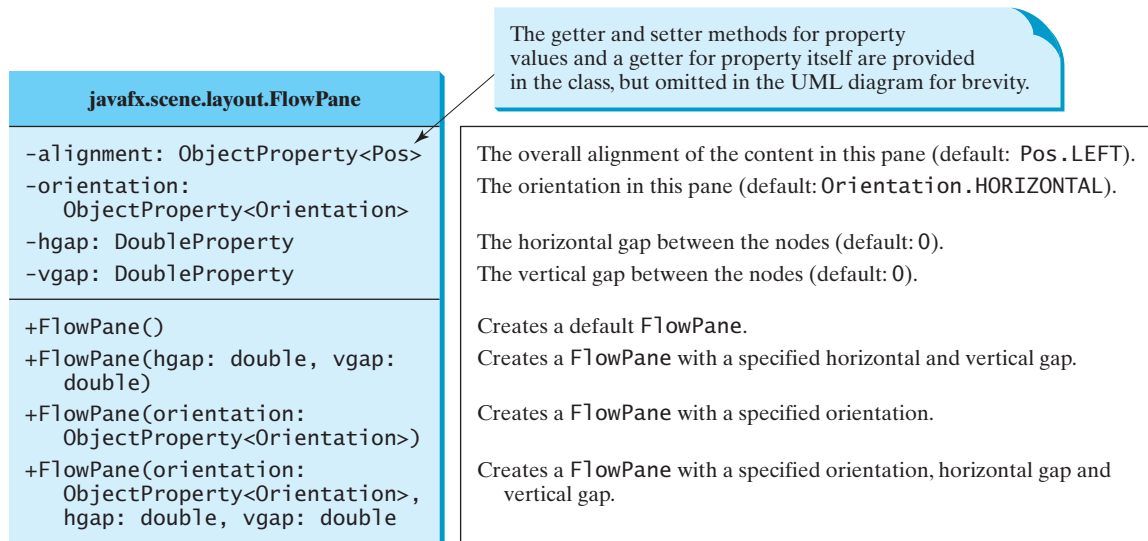 The getter and setter methods for property
values and a getter for property itself are provided
in the class, but omitted in the UML diagram for brevity.
javafx.scene.layout.FlowPane
-alignment: ObjectProperty<Pos>
The overall alignment of the content in this pane (default: Pos.LEFT).
-orientation:
ObjectProperty<Orientation>
The orientation in this pane (default: Orientation.HORIZONTAL).
-hgap: DoubleProperty
The horizontal gap between the nodes (default: 0).
-vgap: DoubleProperty
The vertical gap between the nodes (default: 0).
+FlowPane()
Creates a default FlowPane.
+FlowPane(hgap: double, vgap:
double)
Creates a FlowPane with a specified horizontal and vertical gap.
+FlowPane(orientation:
ObjectProperty<Orientation>)
Creates a FlowPane with a specified orientation.
+FlowPane(orientation:
ObjectProperty<Orientation>,
hgap: double, vgap: double
Creates a FlowPane with a specified orientation, horizontal gap and
vertical gap.